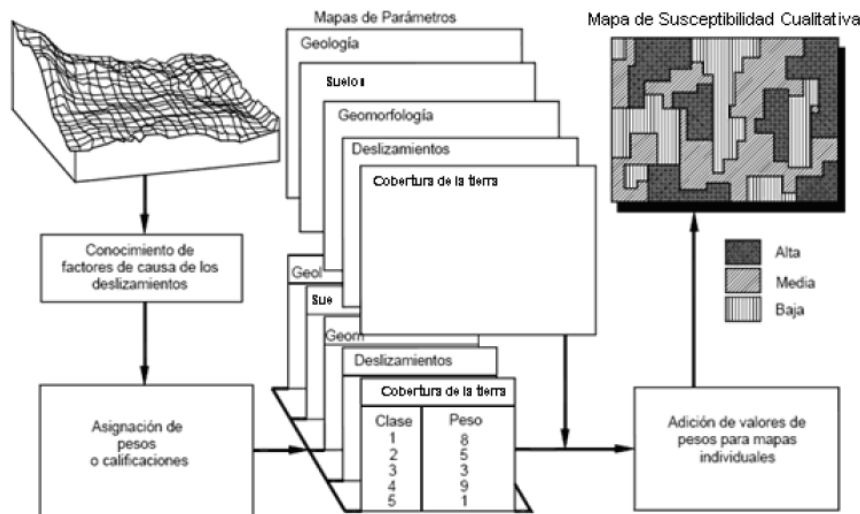 Mapas de Parámetros
Geología
Suelos
Geomorfología
Deslizamientos
Cobertura de la tierra
Mapa de Susceptibilidad Cualitativa
Alta
Media
Baja
Conocimiento de
factores de causa de los
deslizamientos
Asignación de
pesos
o calificaciones
Geol
Sue
Geom
Deslizamientos
Cobertura de la tierra
Clase Peso
1 8
2 5
3 3
4 9
5 1
Adición de valores de
pesos para mapas
individuales